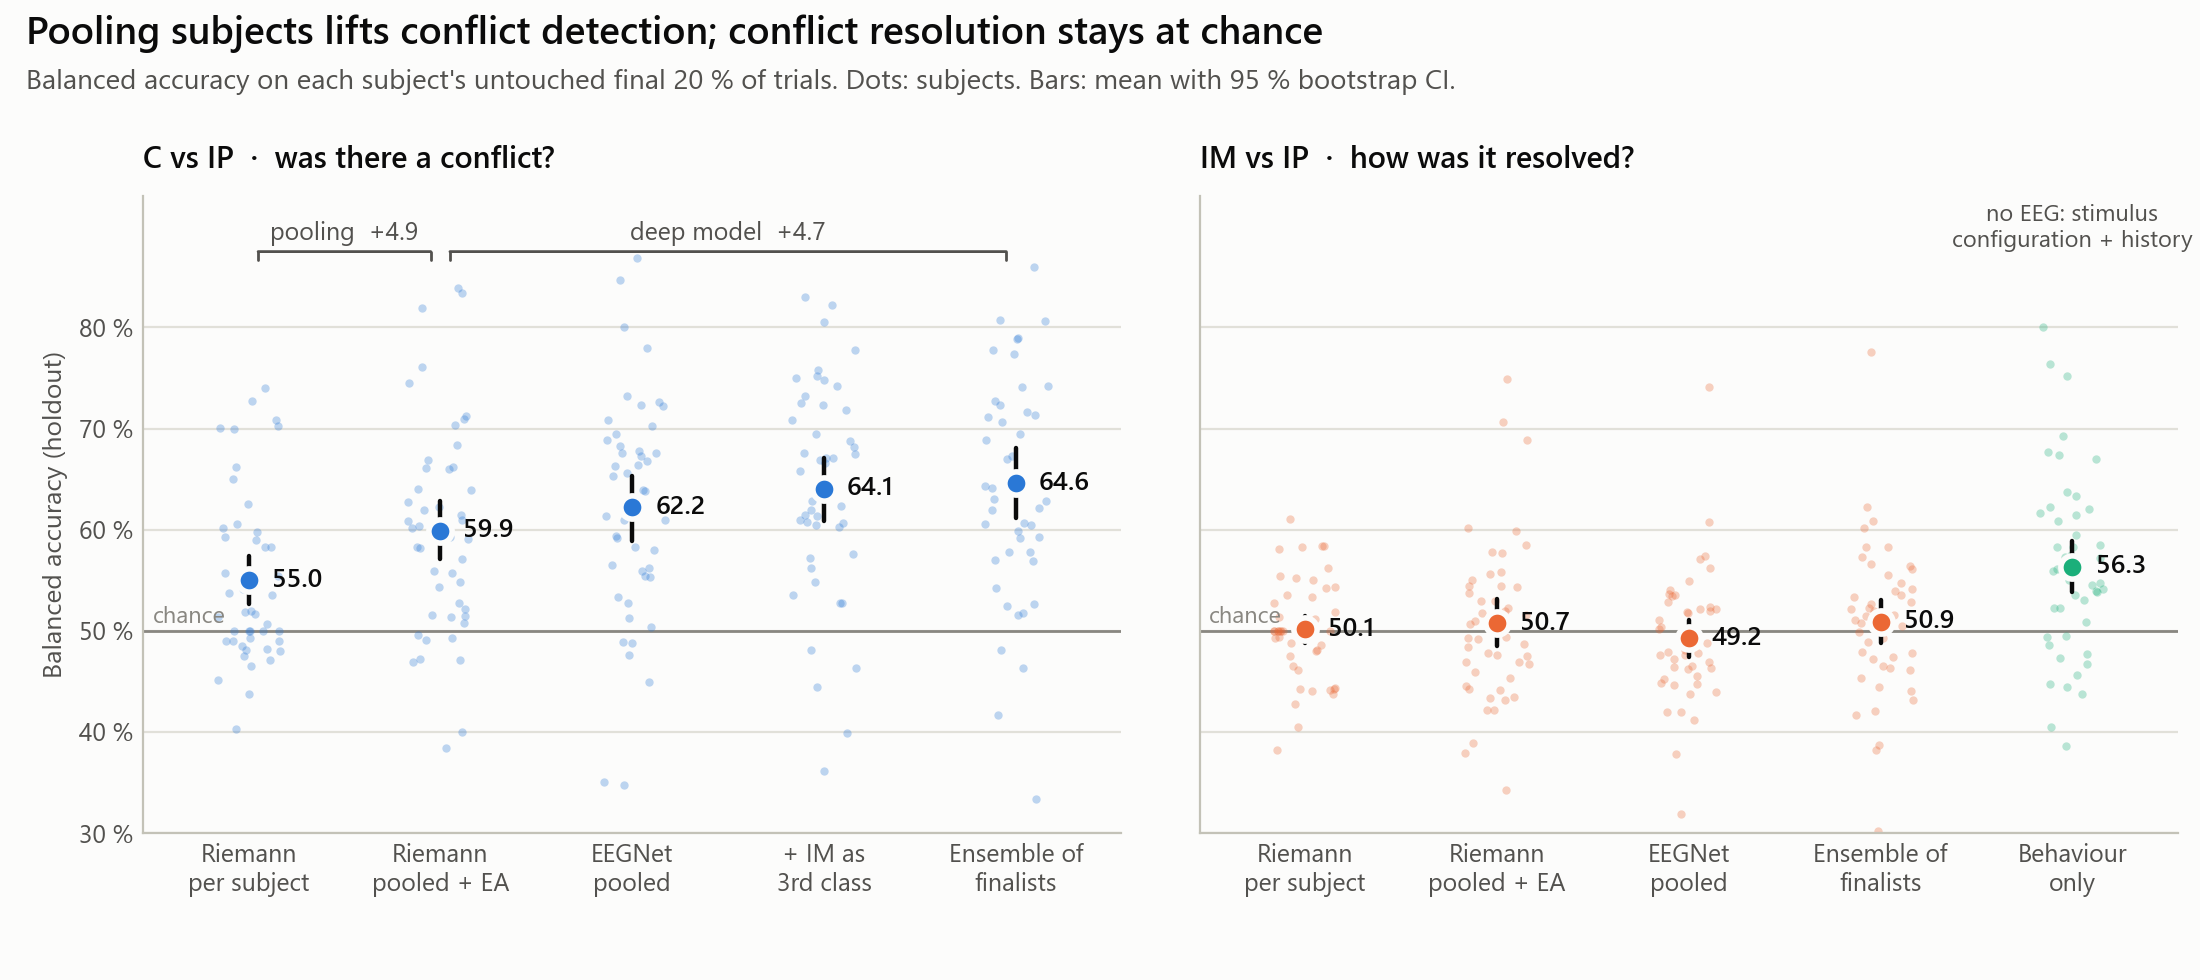 Pooling subjects lifts conflict detection; conflict resolution stays at chance
Balanced accuracy on each subject's untouched final 20 % of trials. Dots: subjects. Bars: mean with 95 % bootstrap CI.
C vs IP · was there a conflict?
pooling +4.9
deep model +4.7
Balanced accuracy (holdout)
80 %
70 %
60 %
50 %
40 %
30 %
chance
55.0
59.9
62.2
64.1
64.6
Riemann
per subject
Riemann
pooled + EA
EEGNet
pooled
+ IM as
3rd class
Ensemble of
finalists
IM vs IP · how was it resolved?
no EEG: stimulus
configuration + history
chance
50.1
50.7
49.2
50.9
56.3
Riemann
per subject
Riemann
pooled + EA
EEGNet
pooled
Ensemble of
finalists
Behaviour
only